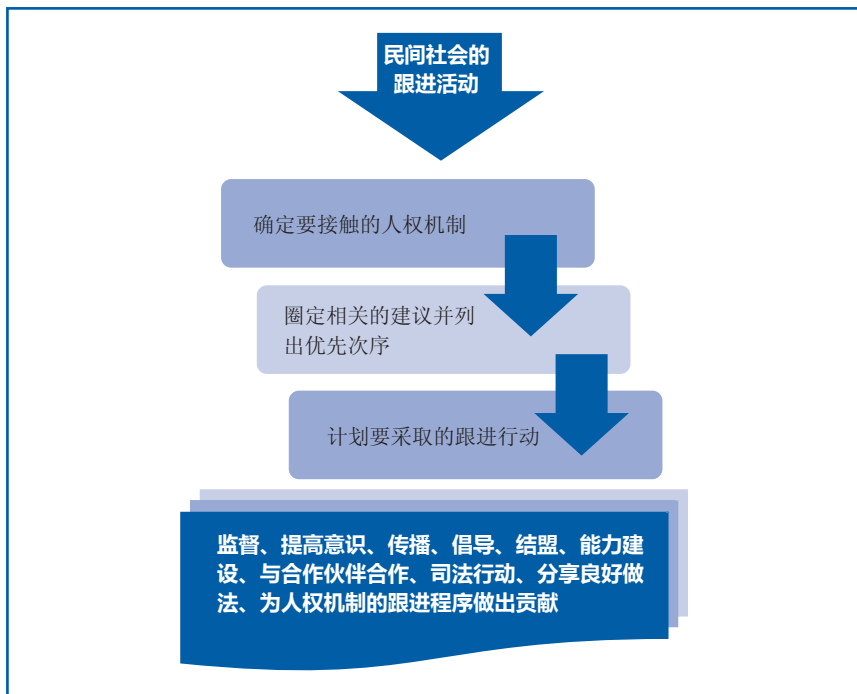 民间社会的
跟进活动
确定要接触的人权机制
圈定相关的建议并列
出优先次序
计划要采取的跟进行动
监督、提高意识、传播、倡导、结盟、能力建
设、与合作伙伴合作、司法行动、分享良好做
法、为人权机制的跟进程序做出贡献